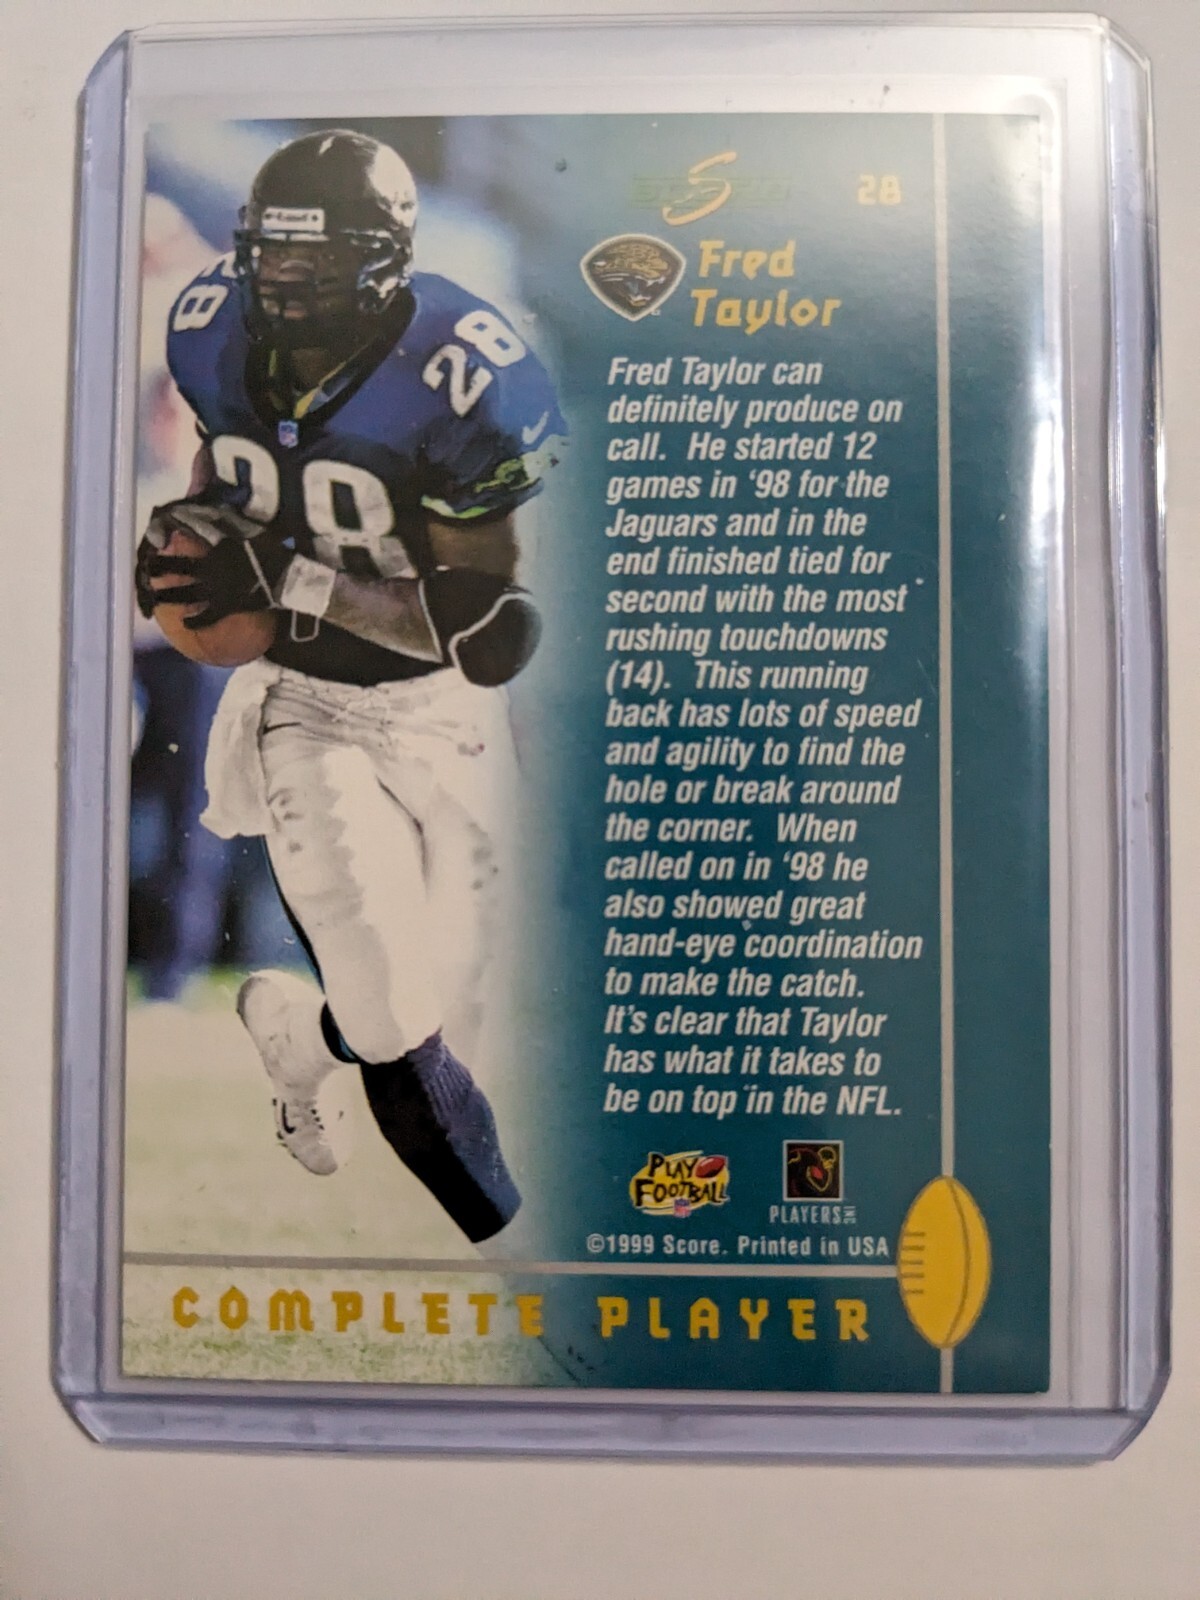 28
Fred
Taylor
Fred Taylor can
definitely produce on
call. He started 12
games in ‘98 for the
Jaguars and in the
end finished tied for
second with the most
rushing touchdowns
(14). This running
back has lots of speed
and agility to find the
hole or break around
the corner. When
called on in ‘98 he
also showed great
hand-eye coordination
to make the catch.
It's clear that Taylor
has what it takes to
be on top in the NFL.
PLAY
FOOTBALL
PLAYERS INC
©1999 Score. Printed in USA
COMPLETE PLAYER
28
28
28